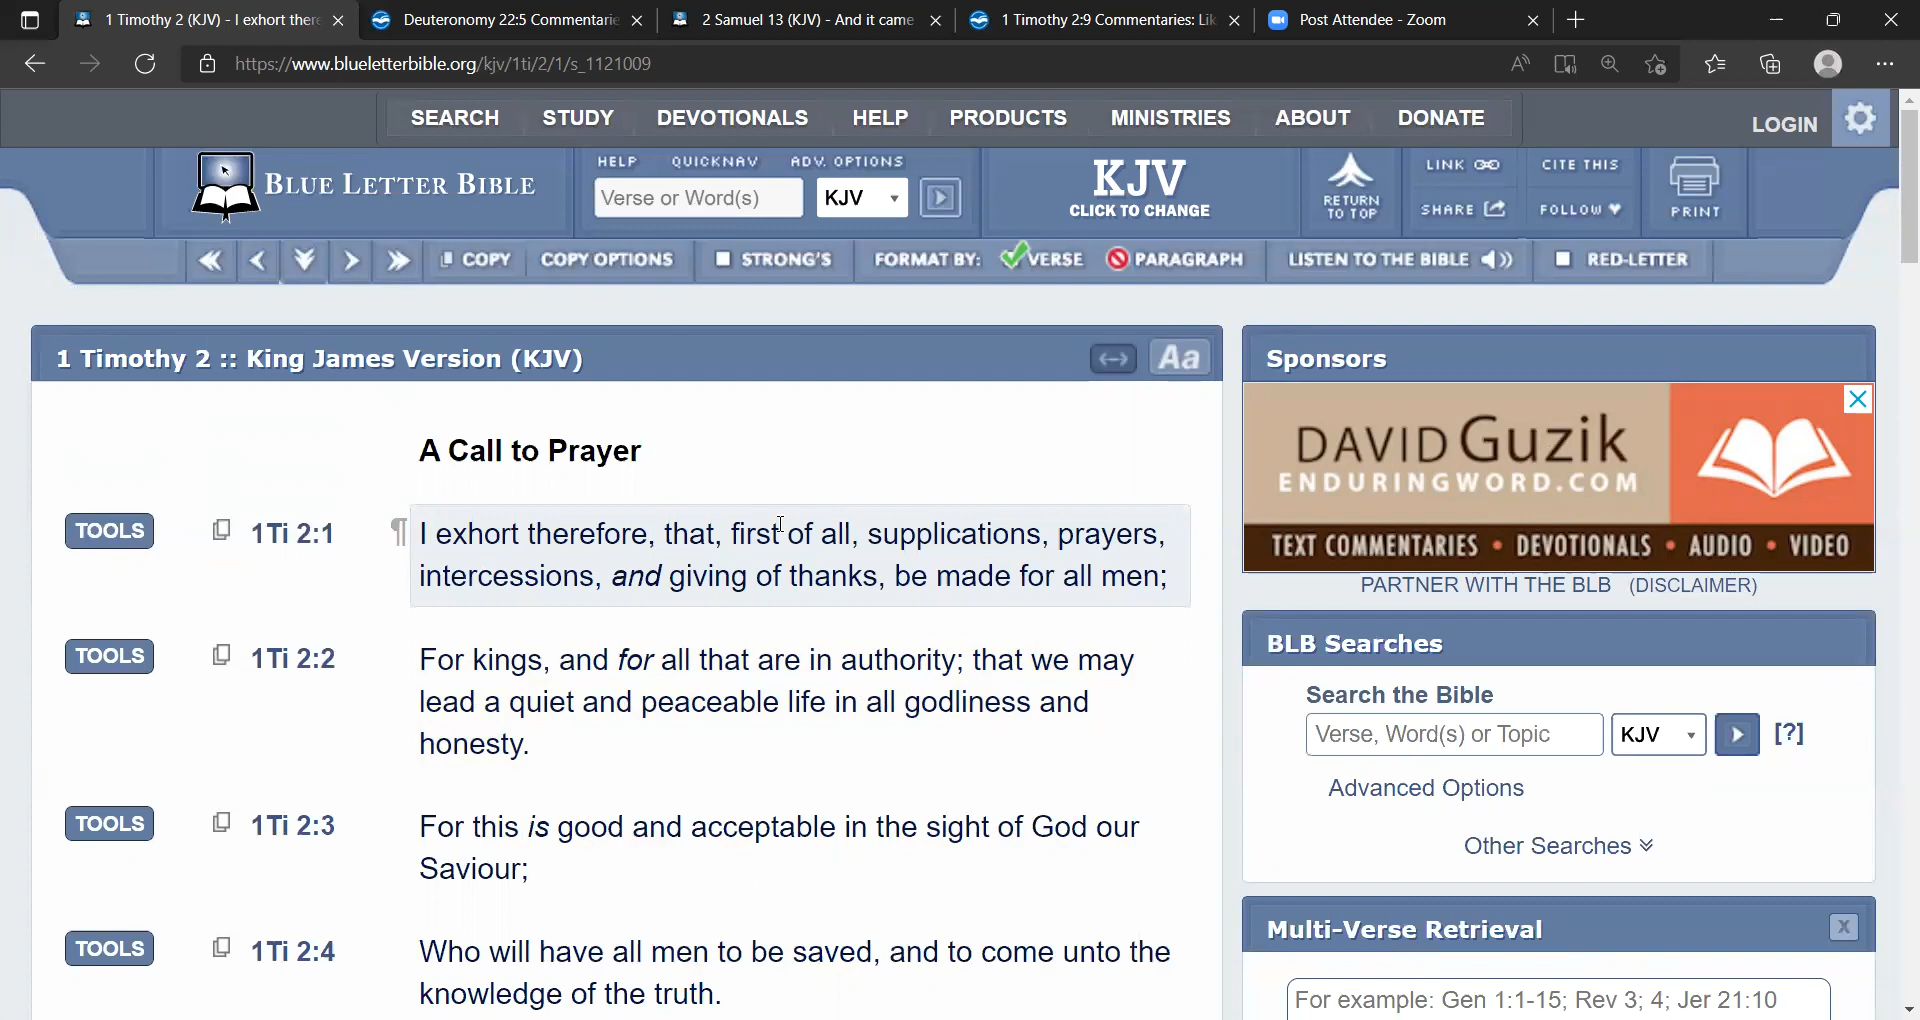 1 Timothy 2 (KJV) - I exhort there
Deuteronomy 22:5 Commentarie
2 Samuel 13 (KJV) - And it came
1 Timothy 2:9 Commentaries: Lik
Post Attendee - Zoom
https://www.blueletterbible.org/kjv/1ti/2/1/s_1121009
SEARCH STUDY DEVOTIONALS HELP PRODUCTS MINISTRIES ABOUT DONATE LOGIN
BLUE LETTER BIBLE
HELP QUICKNAV ADV. OPTIONS
Verse or Word(s) KJV
KJV
CLICK TO CHANGE
RETURN
TO TOP
LINK CITE THIS
SHARE FOLLOW
PRINT
COPY COPY OPTIONS STRONG'S FORMAT BY: VERSE PARAGRAPH LISTEN TO THE BIBLE RED-LETTER
1 Timothy 2 :: King James Version (KJV) Aa
A Call to Prayer
TOOLS 1Ti 2:1 ¶ I exhort therefore, that, first of all, supplications, prayers,
intercessions, and giving of thanks, be made for all men;
TOOLS 1Ti 2:2 For kings, and for all that are in authority; that we may
lead a quiet and peaceable life in all godliness and
honesty.
TOOLS 1Ti 2:3 For this is good and acceptable in the sight of God our
Saviour;
TOOLS 1Ti 2:4 Who will have all men to be saved, and to come unto the
knowledge of the truth.
Sponsors
DAVID Guzik
ENDURINGWORD.COM
TEXT COMMENTARIES • DEVOTIONALS • AUDIO • VIDEO
PARTNER WITH THE BLB (DISCLAIMER)
BLB Searches
Search the Bible
Verse, Word(s) or Topic KJV [?]
Advanced Options
Other Searches
Multi-Verse Retrieval x
For example: Gen 1:1-15; Rev 3; 4; Jer 21:10